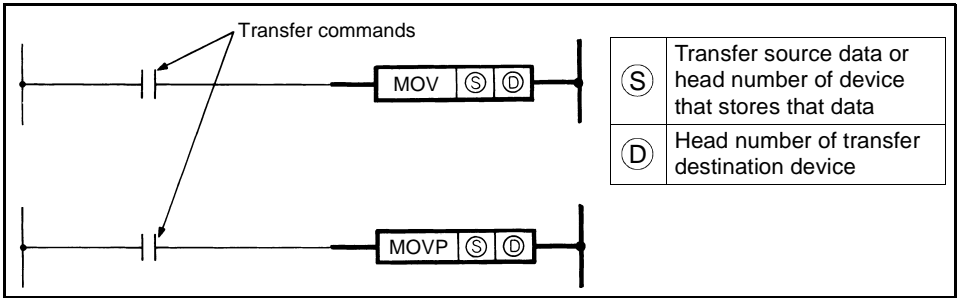 Transfer commands
MOV Ⓢ Ⓓ
MOVP Ⓢ Ⓓ
Ⓢ Transfer source data or
head number of device
that stores that data
Ⓓ Head number of transfer
destination device